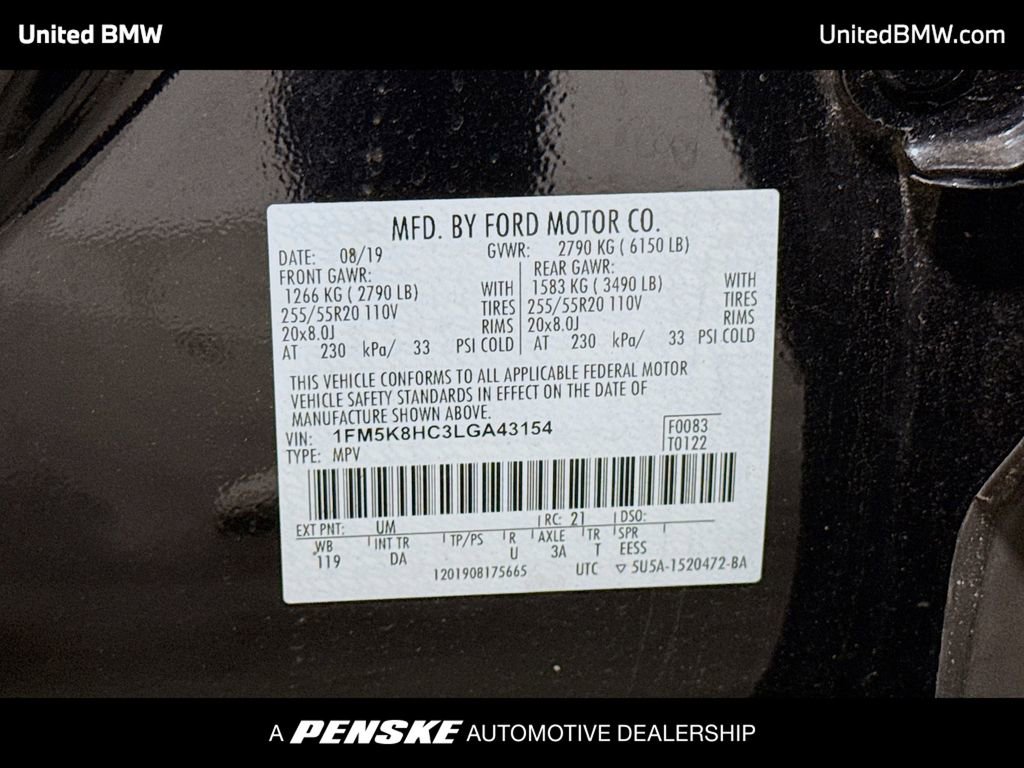 United BMW
UnitedBMW.com
MFD. BY FORD MOTOR CO.
DATE: 08/19 GVWR: 2790 KG ( 6150 LB)
FRONT GAWR:
1266 KG ( 2790 LB) WITH
255/55R20 110V TIRES
20x8.0J RIMS
AT 230 kPa/ 33 PSI COLD
REAR GAWR:
1583 KG ( 3490 LB) WITH
255/55R20 110V TIRES
20x8.0J RIMS
AT 230 kPa/ 33 PSI COLD
THIS VEHICLE CONFORMS TO ALL APPLICABLE FEDERAL MOTOR
VEHICLE SAFETY STANDARDS IN EFFECT ON THE DATE OF
MANUFACTURE SHOWN ABOVE.
VIN: 1FM5K8HC3LGA43154
TYPE: MPV
F0083
T0122
EXT PNT: UM RC: 21 DSO:
WB INT TR TP/PS R AXLE TR SPR
119 DA U 3A T EESS
1201908175665 UTC ▽ 5U5A-1520472-BA
A PENSKE AUTOMOTIVE DEALERSHIP